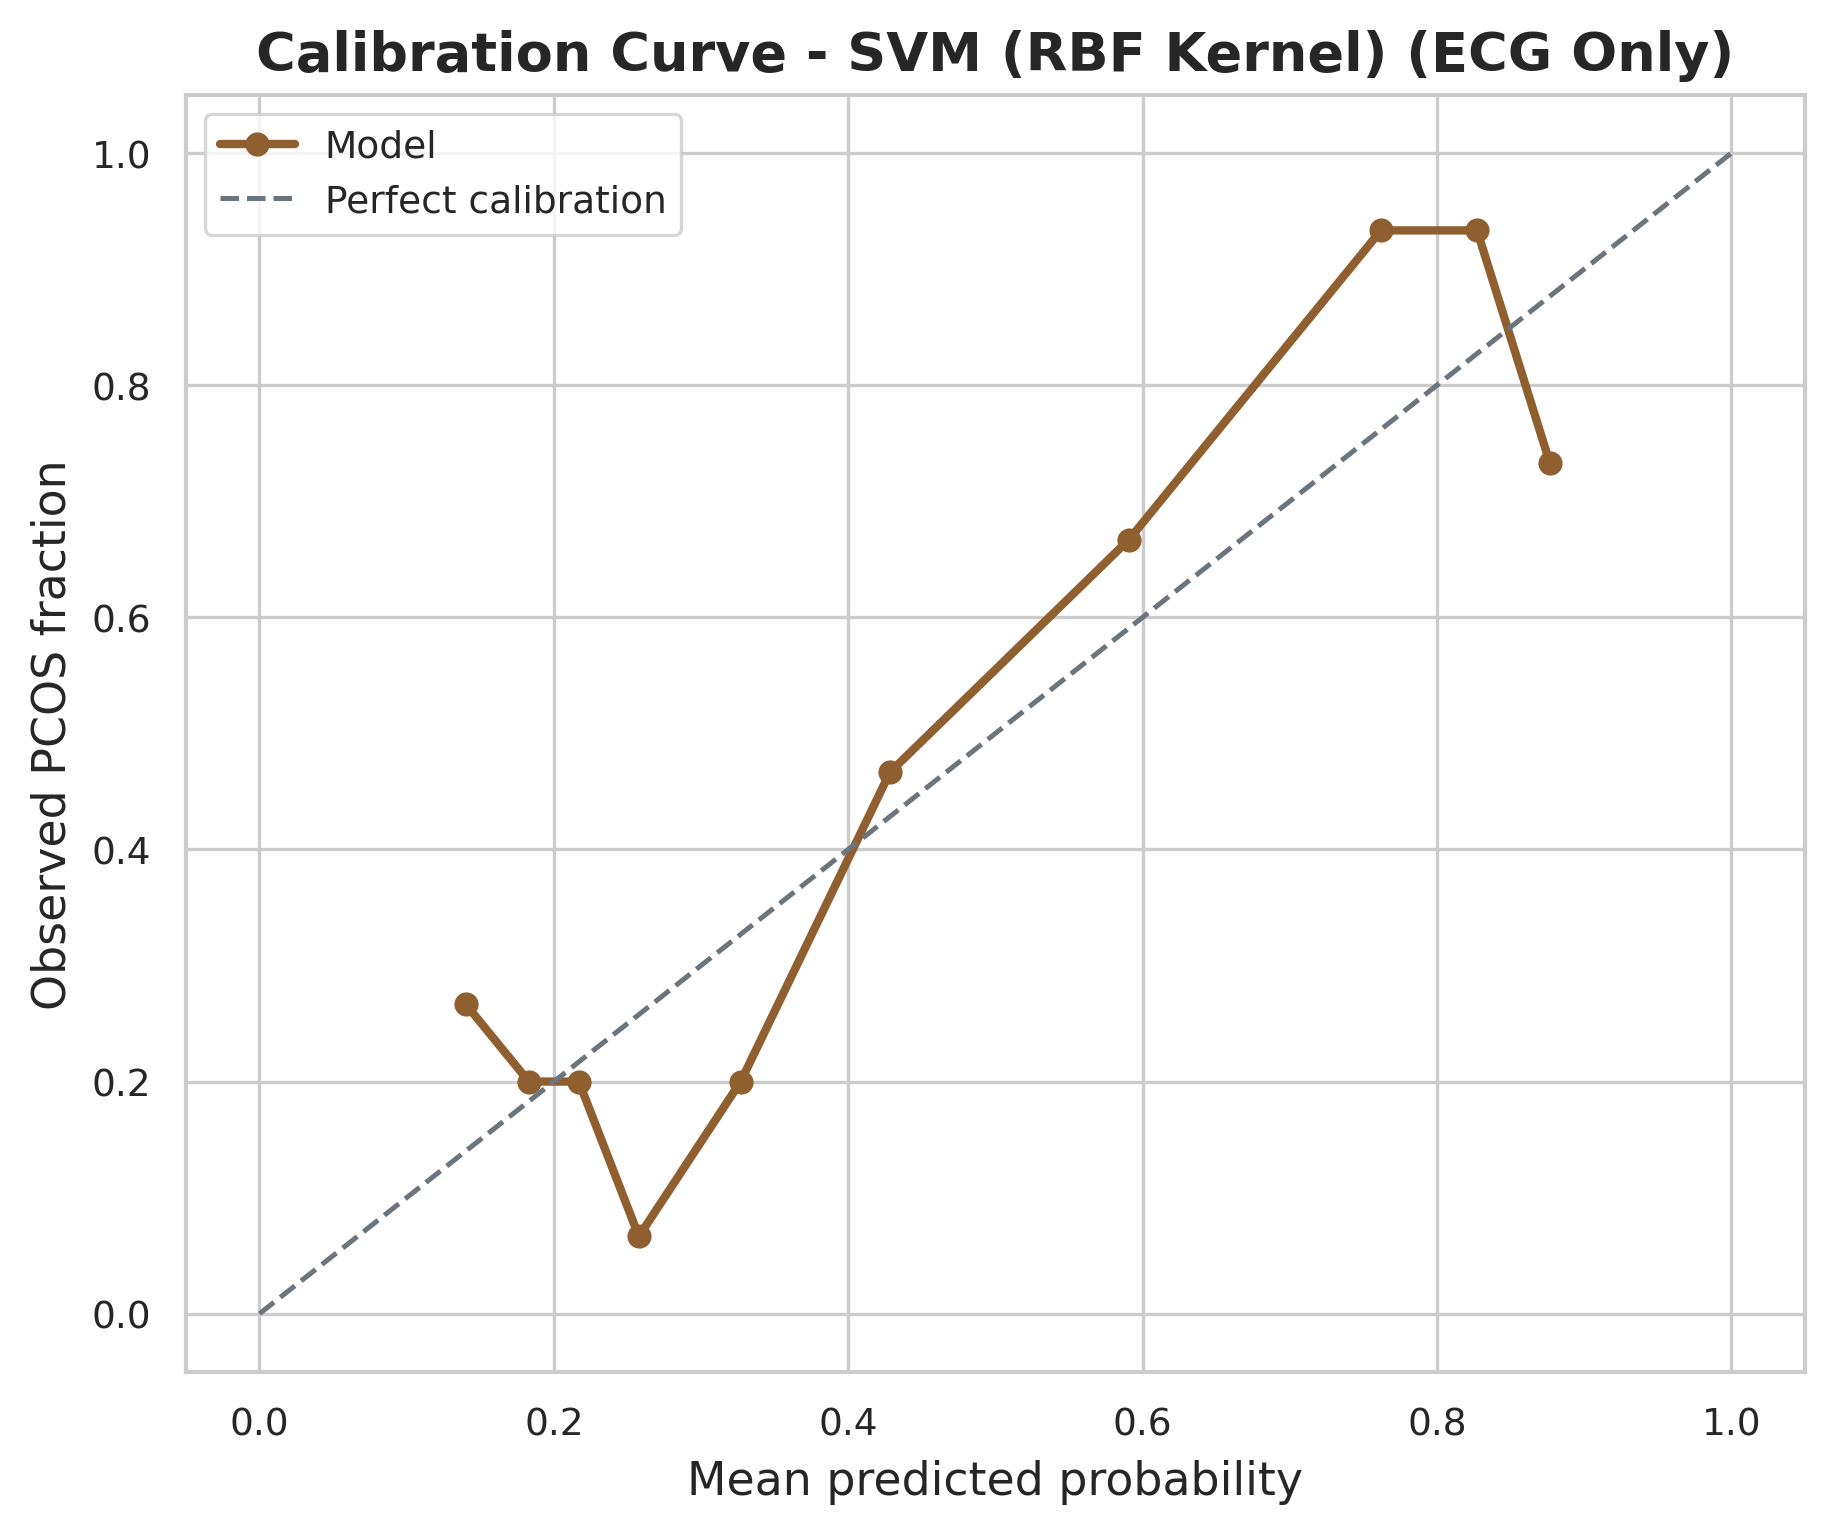 Calibration Curve - SVM (RBF Kernel) (ECG Only)
Model
Perfect calibration
1.0
0.8
0.6
0.4
0.2
0.0
Observed PCOS fraction
0.0 0.2 0.4 0.6 0.8 1.0
Mean predicted probability